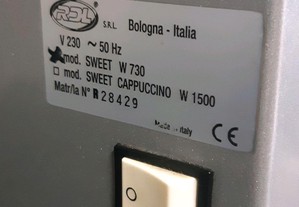 RDL S.R.L. Bologna - Italia
V 230 ~ 50 Hz
mod. SWEET W 730
mod. SWEET CAPPUCCINO W 1500
Matr/la N° R28429
Made in Italy CE